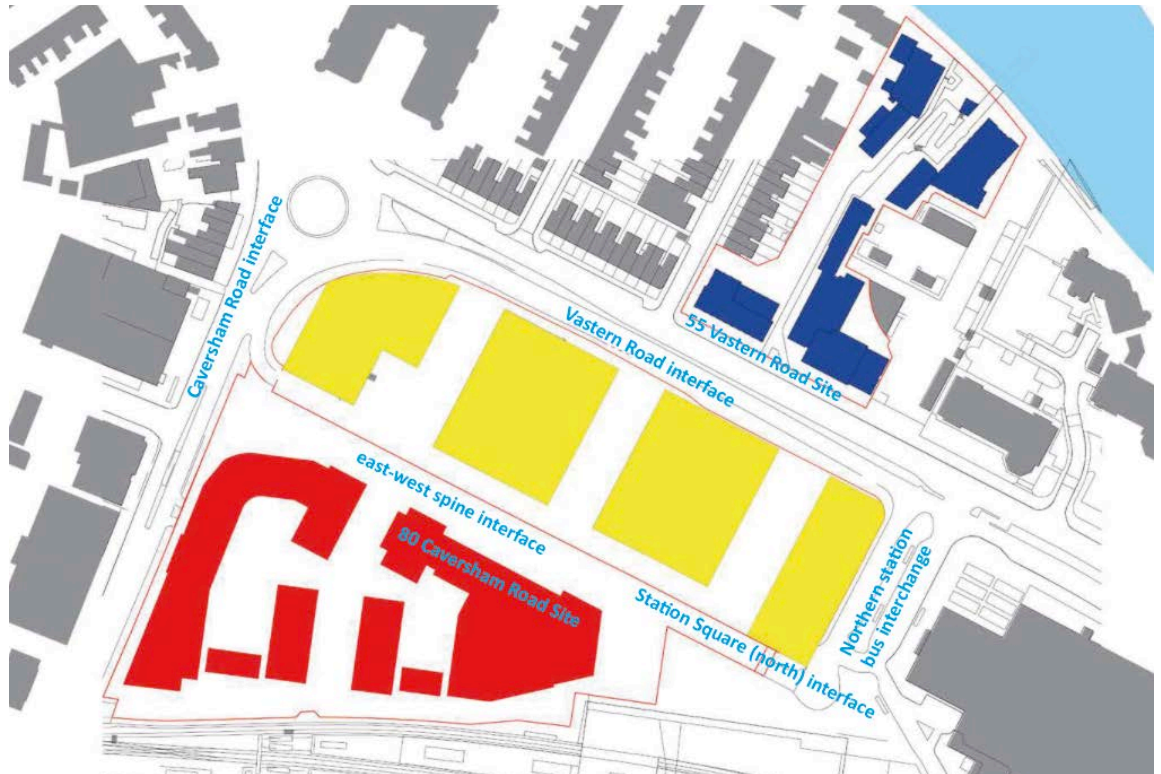 Caversham Road interface
Vastern Road interface
55 Vastern Road Site
east-west spine interface
80 Caversham Road Site
Station Square (north) interface
Northern station
bus interchange